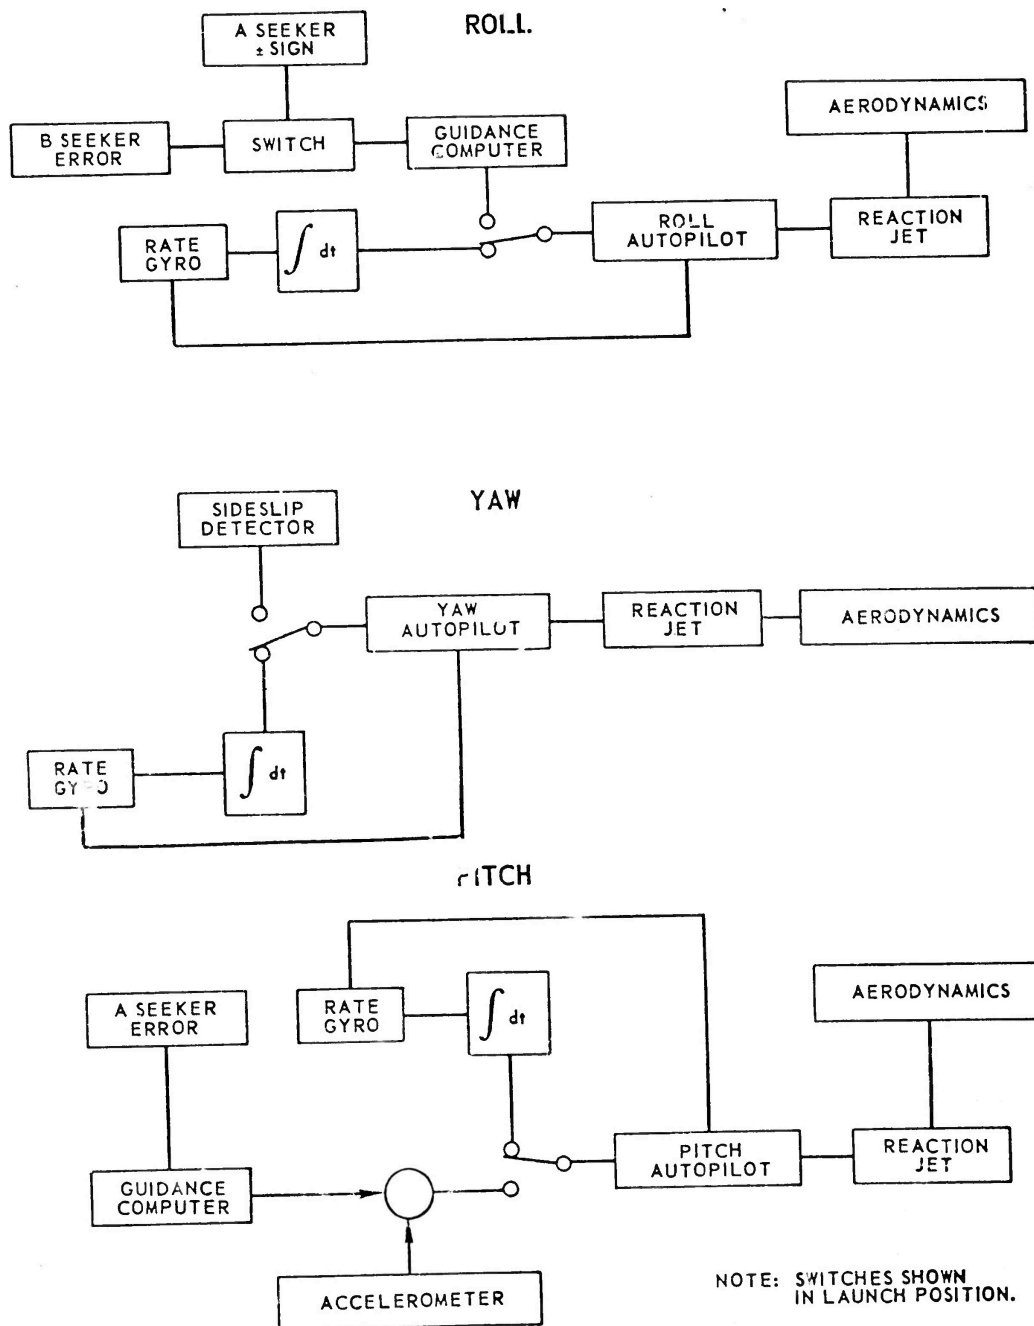 ROLL
A SEEKER
± SIGN
B SEEKER
ERROR
SWITCH
GUIDANCE
COMPUTER
AERODYNAMICS
RATE
GYRO
∫ dt
ROLL
AUTOPILOT
REACTION
JET
YAW
SIDESLIP
DETECTOR
YAW
AUTOPILOT
REACTION
JET
AERODYNAMICS
RATE
GYRO
∫ dt
PITCH
A SEEKER
ERROR
RATE
GYRO
∫ dt
AERODYNAMICS
GUIDANCE
COMPUTER
PITCH
AUTOPILOT
REACTION
JET
ACCELEROMETER
NOTE: SWITCHES SHOWN
IN LAUNCH POSITION.